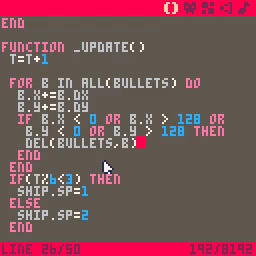 END
FUNCTION _UPDATE()
T=T+1
FOR B IN ALL(BULLETS) DO
B.X+=B.DX
B.Y+=B.DY
IF B.X < 0 OR B.X > 128 OR
B.Y < 0 OR B.Y > 128 THEN
DEL(BULLETS,B)
END
END
IF(T%6<3) THEN
SHIP.SP=1
ELSE
SHIP.SP=2
END
LINE 26/50 192/8192